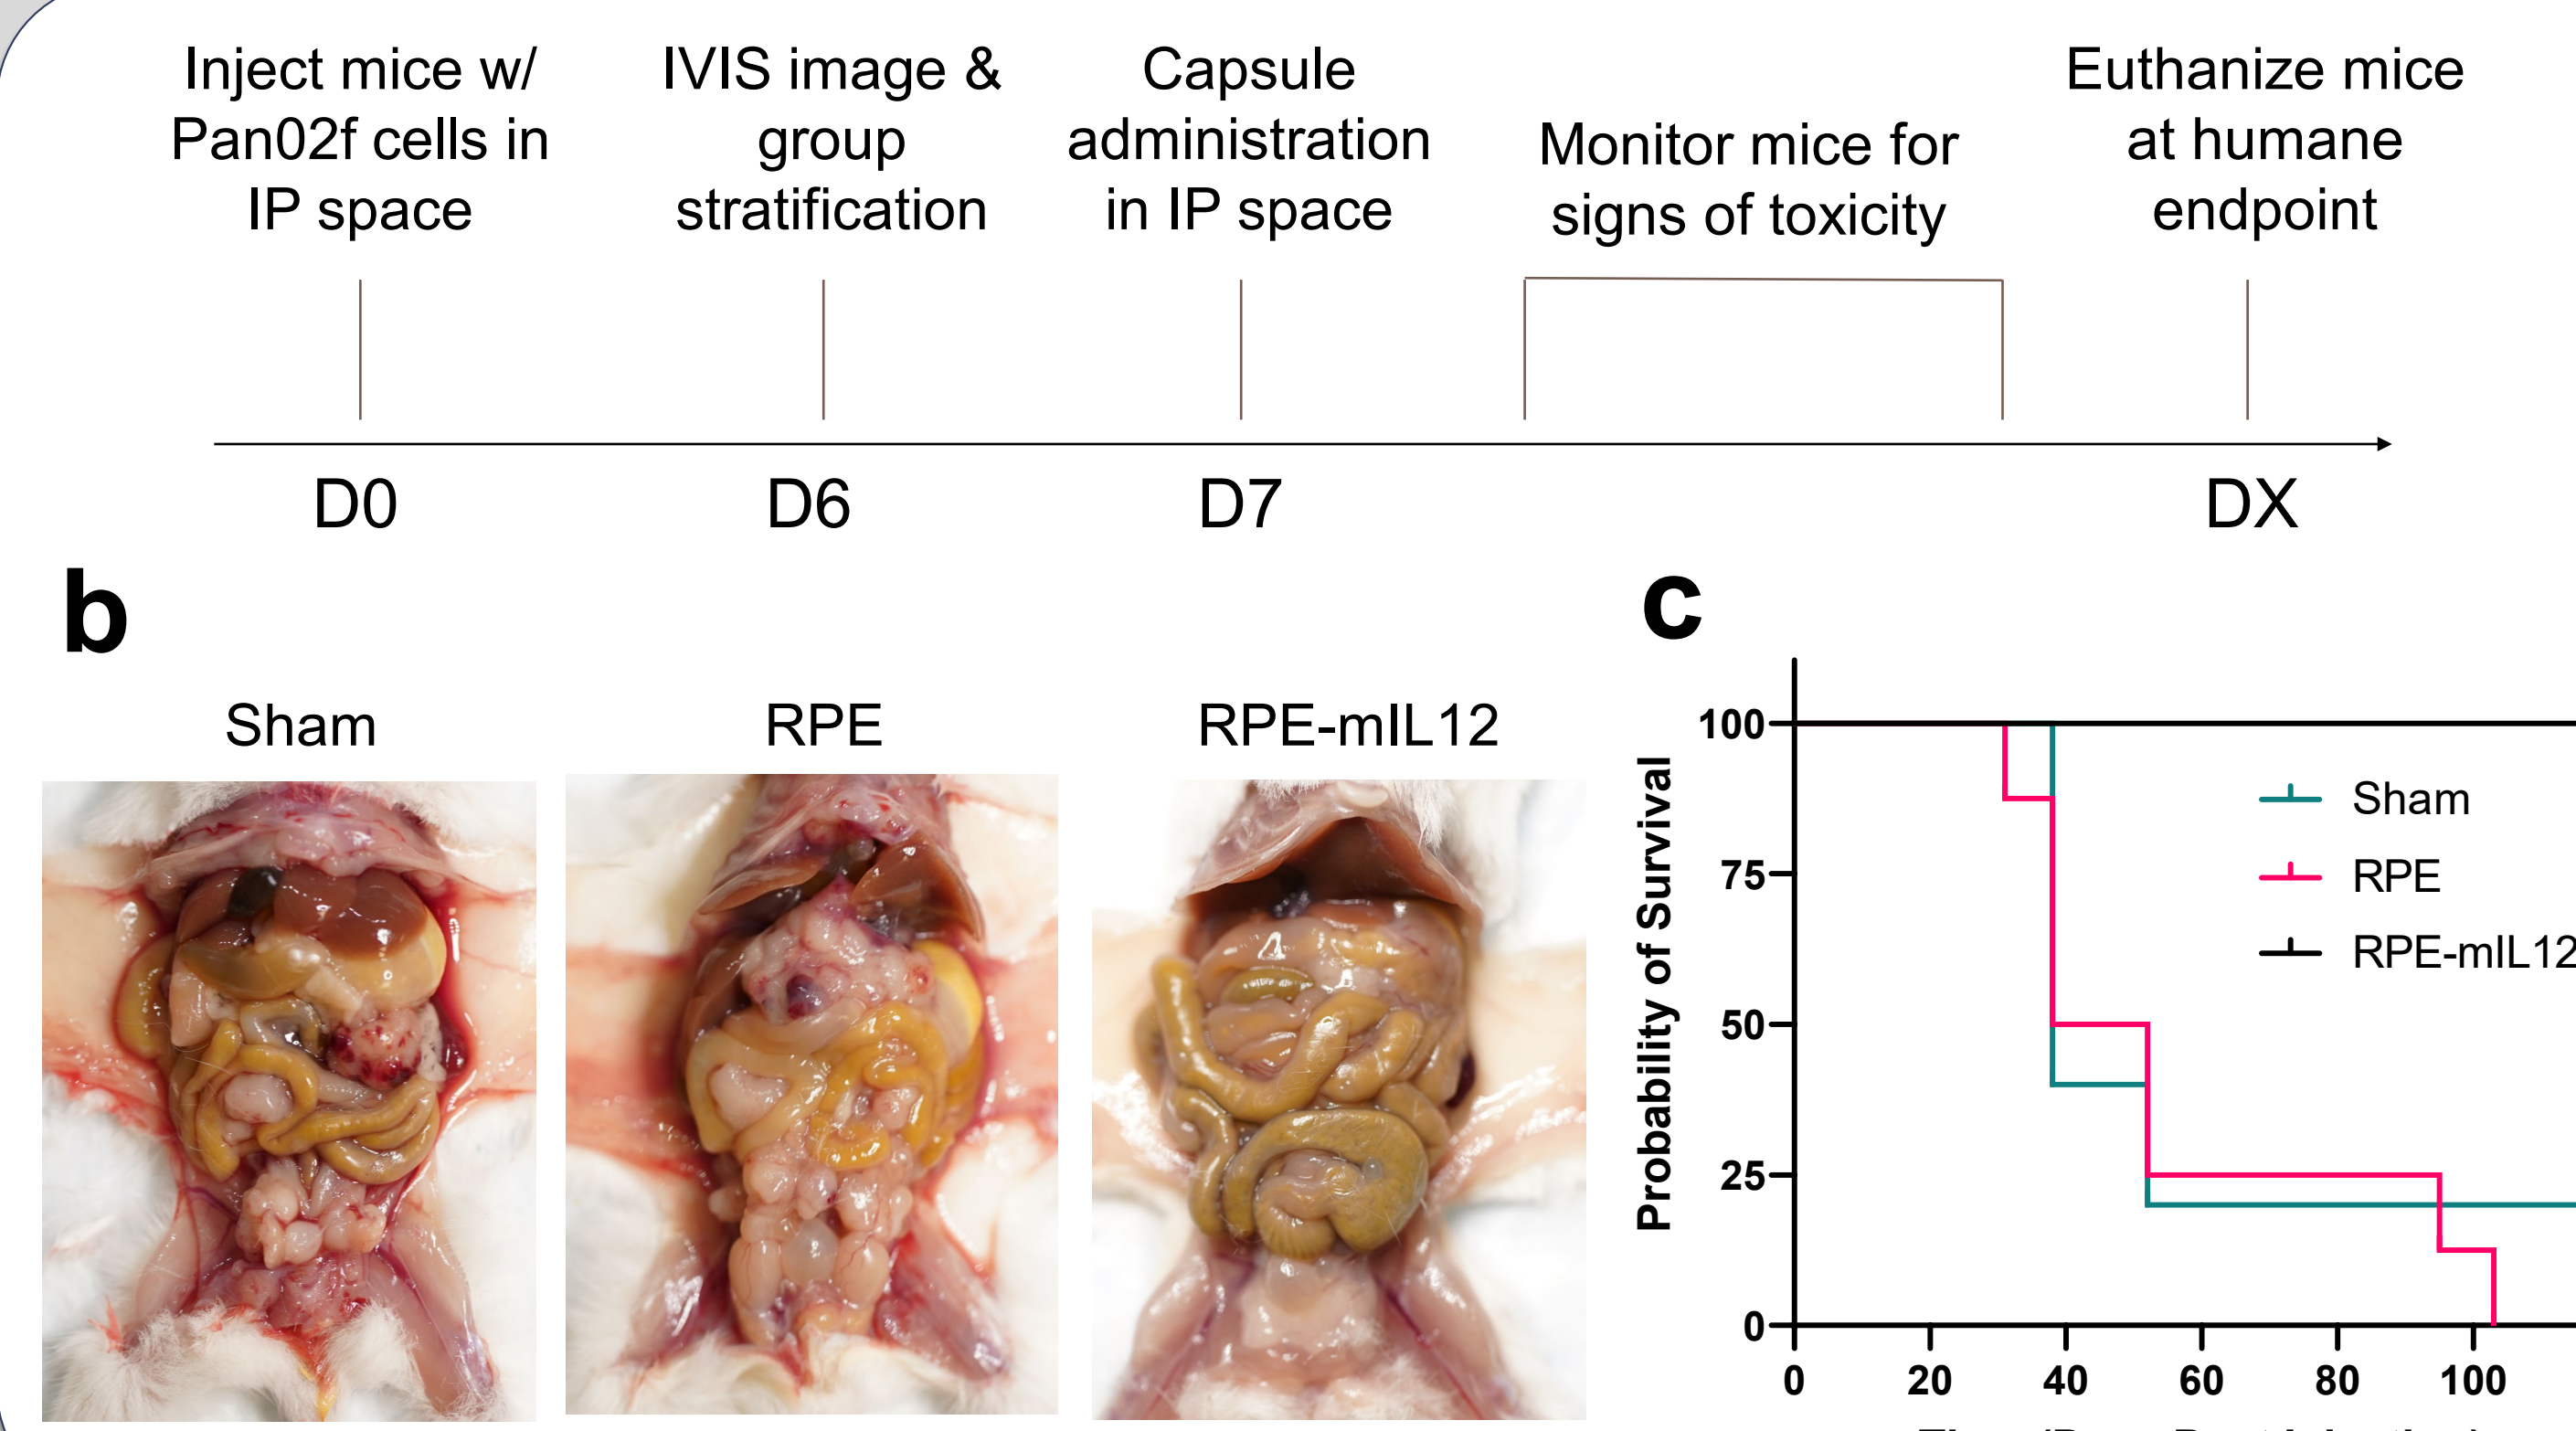 Inject mice w/
Pan02f cells in
IP space
IVIS image &
group
stratification
Capsule
administration
in IP space
Monitor mice for
signs of toxicity
Euthanize mice
at humane
endpoint
D0
D6
D7
DX
b
c
Sham
RPE
RPE-mIL12
Probability of Survival
100
75
50
25
0
Sham
RPE
RPE-mIL12
0
20
40
60
80
100